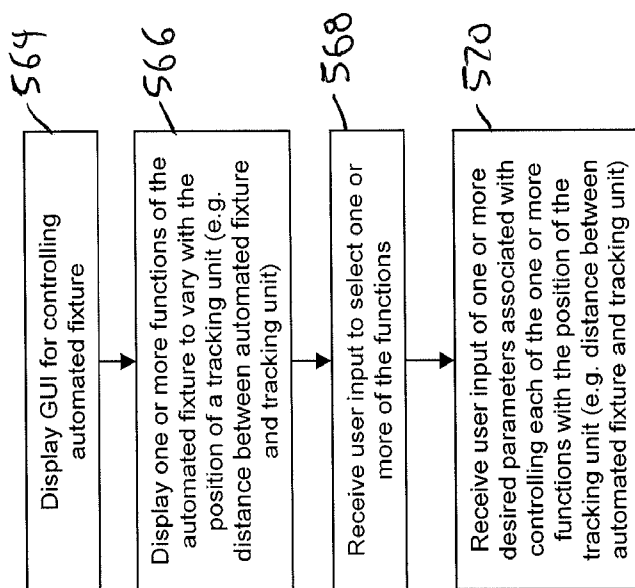 564
Display GUI for controlling
automated fixture
566
Display one or more functions of the
automated fixture to vary with the
position of a tracking unit (e.g.
distance between automated fixture
and tracking unit)
568
Receive user input to select one or
more of the functions
570
Receive user input of one or more
desired parameters associated with
controlling each of the one or more
functions with the position of the
tracking unit (e.g. distance between
automated fixture and tracking unit)